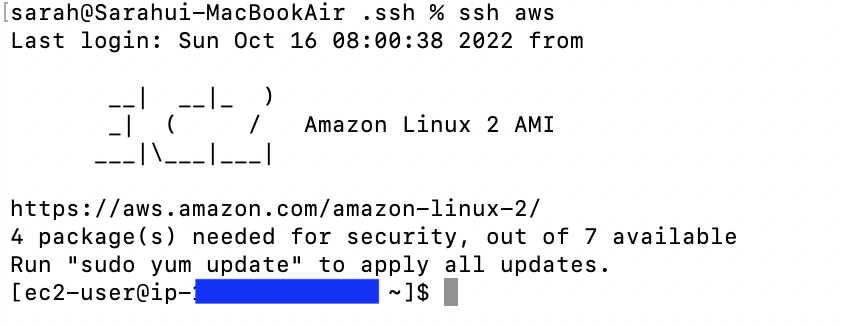 [sarah@Sarahui-MacBookAir .ssh % ssh aws
Last login: Sun Oct 16 08:00:38 2022 from

       __|  __|_  )
       _|  (     /   Amazon Linux 2 AMI
      ___|\___|___|

https://aws.amazon.com/amazon-linux-2/
4 package(s) needed for security, out of 7 available
Run "sudo yum update" to apply all updates.
[ec2-user@ip- ~]$